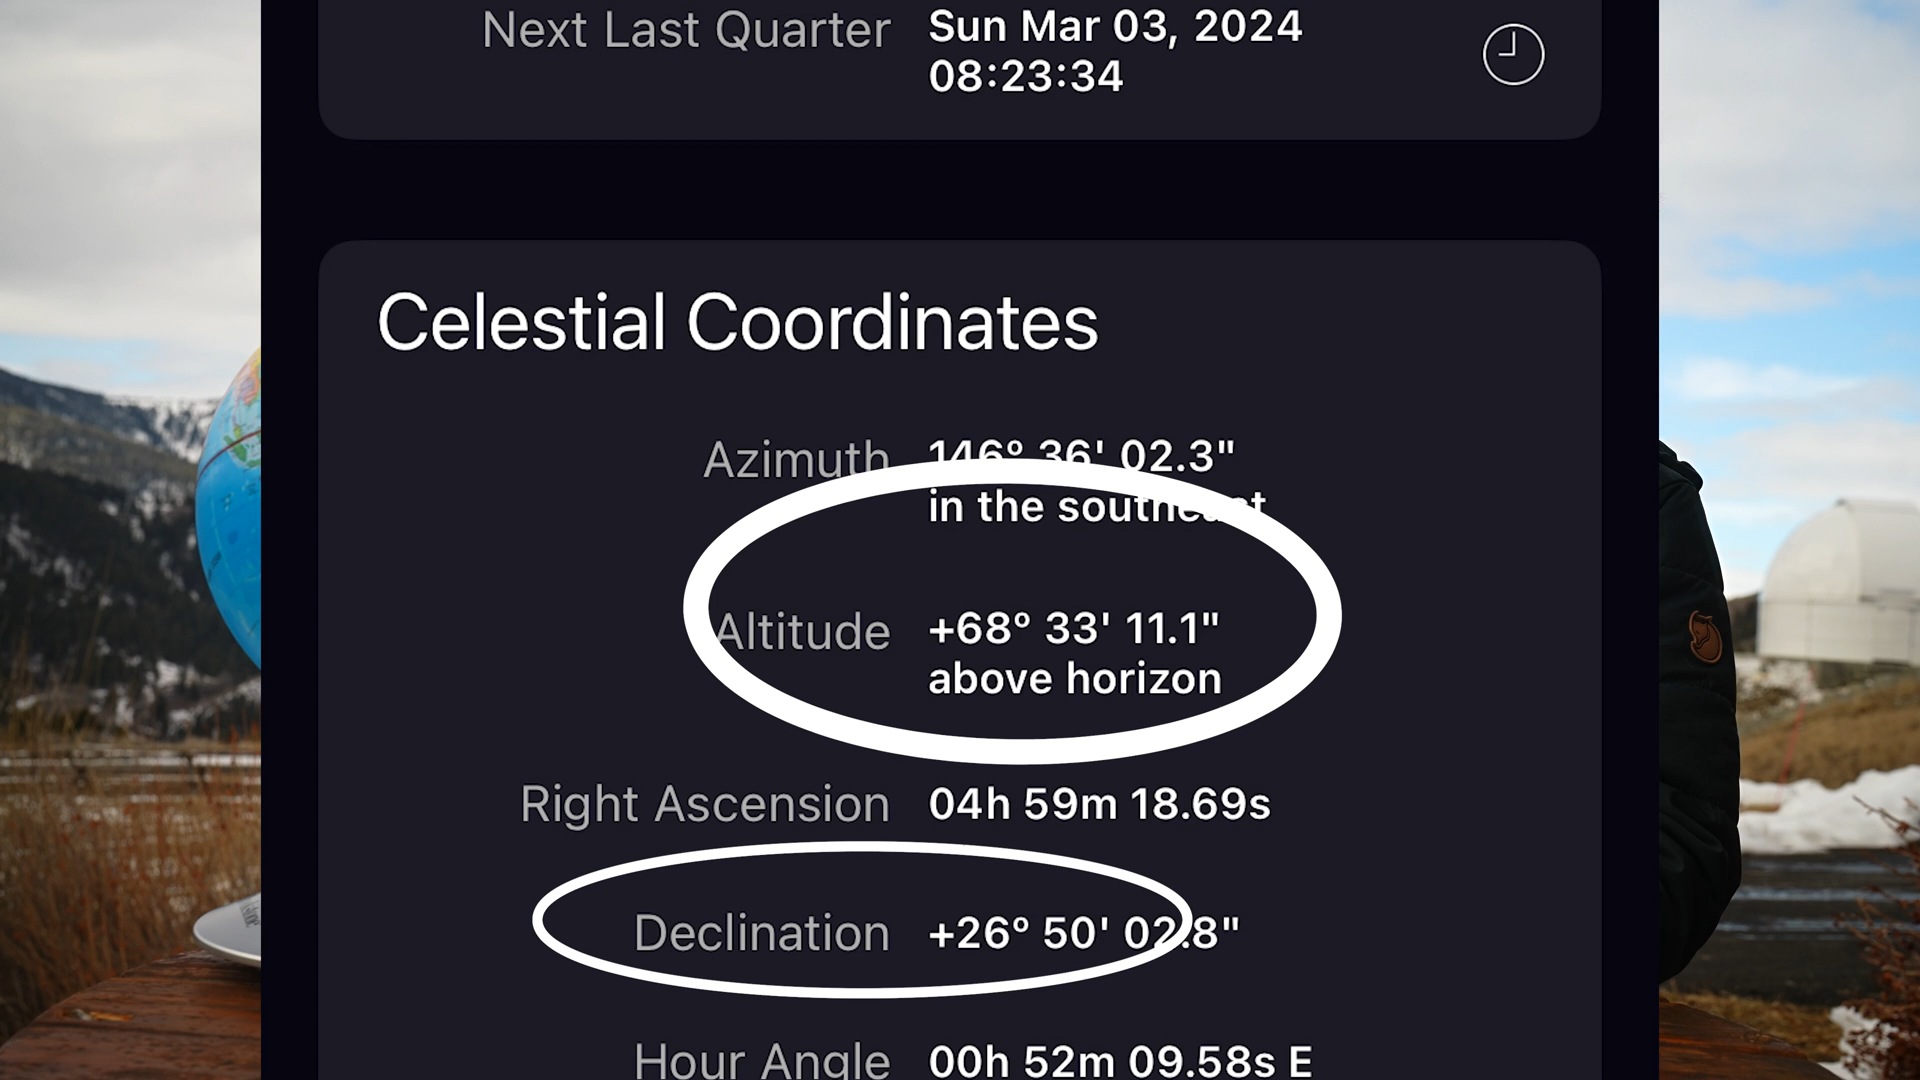 Next Last Quarter Sun Mar 03, 2024
08:23:34
Celestial Coordinates
Azimuth 146° 36' 02.3"
in the southeast
Altitude +68° 33' 11.1"
above horizon
Right Ascension 04h 59m 18.69s
Declination +26° 50' 02.8"
Hour Angle 00h 52m 09.58s E